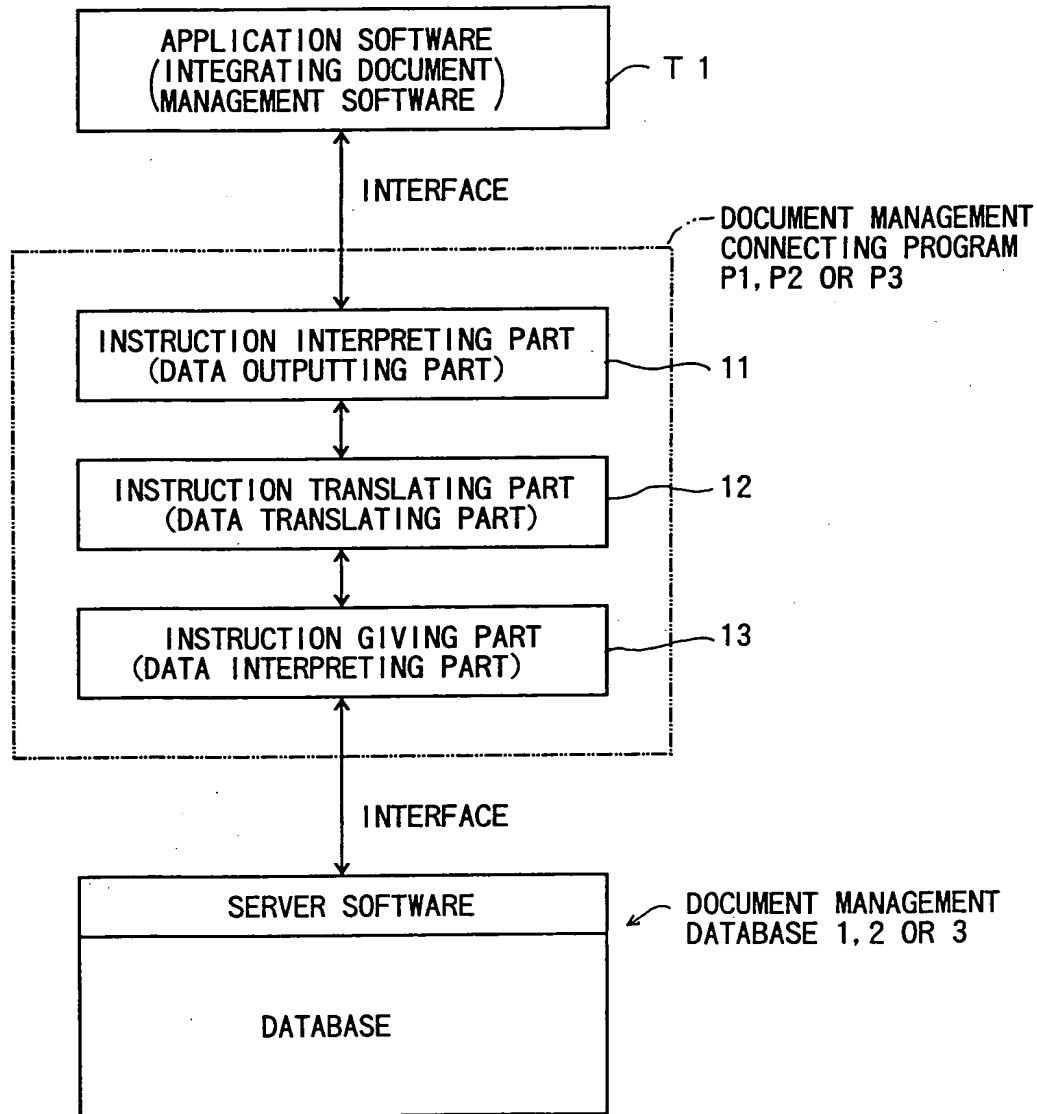 APPLICATION SOFTWARE
(INTEGRATING DOCUMENT
MANAGEMENT SOFTWARE)
T1
INTERFACE
DOCUMENT MANAGEMENT
CONNECTING PROGRAM
P1, P2 OR P3
INSTRUCTION INTERPRETING PART
(DATA OUTPUTTING PART)
11
INSTRUCTION TRANSLATING PART
(DATA TRANSLATING PART)
12
INSTRUCTION GIVING PART
(DATA INTERPRETING PART)
13
INTERFACE
SERVER SOFTWARE
DOCUMENT MANAGEMENT
DATABASE 1, 2 OR 3
DATABASE